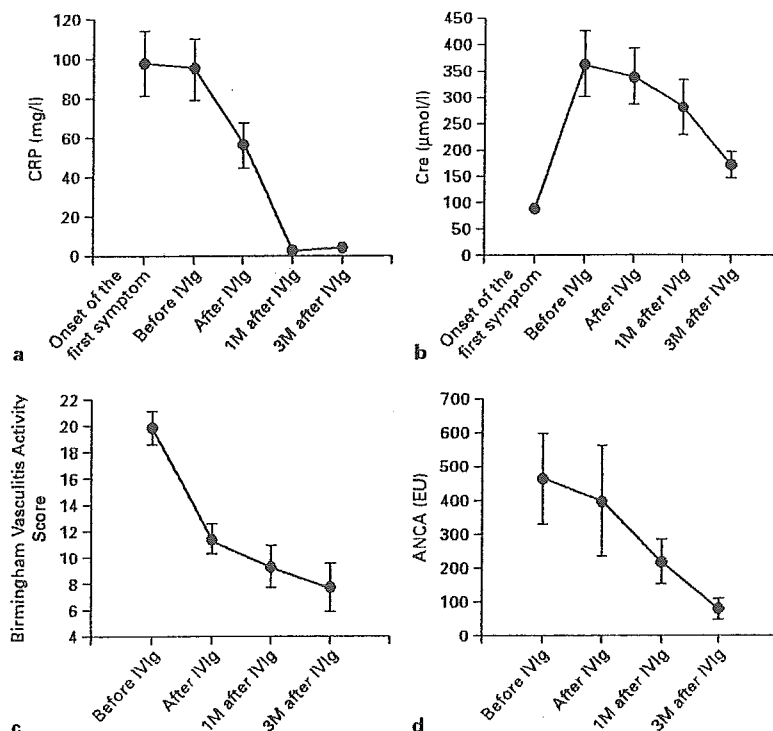 120
100
80
60
40
20
0
CRP (mg/l)
Onset of the
first symptom
Before IVIg
After IVIg
1M after IVIg
3M after IVIg
a
450
400
350
300
250
200
150
100
50
0
Cre (µmol/l)
Onset of the
first symptom
Before IVIg
After IVIg
1M after IVIg
3M after IVIg
b
22
20
18
16
14
12
10
8
6
4
Birmingham Vasculitis Activity
Score
Before IVIg
After IVIg
1M after IVIg
3M after IVIg
c
700
600
500
400
300
200
100
0
ANCA (EU)
Before IVIg
After IVIg
1M after IVIg
3M after IVIg
d